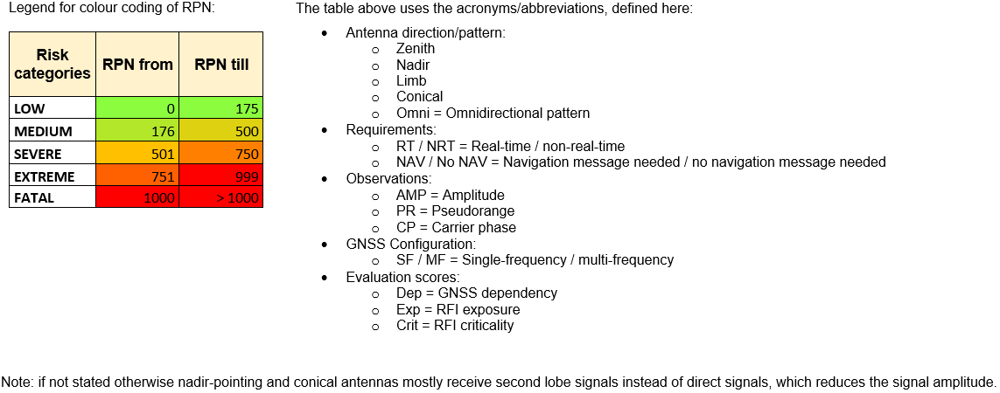 Legend for colour coding of RPN:
Risk categories RPN from RPN till
LOW 0 175
MEDIUM 176 500
SEVERE 501 750
EXTREME 751 999
FATAL 1000 > 1000
The table above uses the acronyms/abbreviations, defined here:
• Antenna direction/pattern:
o Zenith
o Nadir
o Limb
o Conical
o Omni = Omnidirectional pattern
• Requirements:
o RT / NRT = Real-time / non-real-time
o NAV / No NAV = Navigation message needed / no navigation message needed
• Observations:
o AMP = Amplitude
o PR = Pseudorange
o CP = Carrier phase
• GNSS Configuration:
o SF / MF = Single-frequency / multi-frequency
• Evaluation scores:
o Dep = GNSS dependency
o Exp = RFI exposure
o Crit = RFI criticality
Note: if not stated otherwise nadir-pointing and conical antennas mostly receive second lobe signals instead of direct signals, which reduces the signal amplitude.